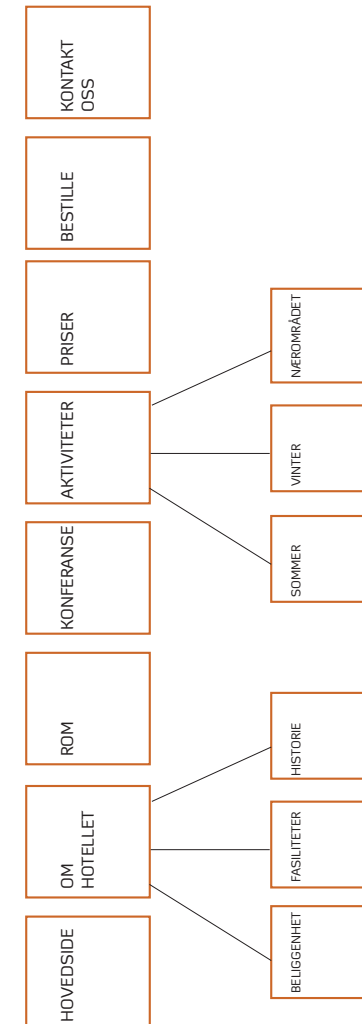 HOVEDSIDE
OM
HOTELLET
ROM
KONFERANSE
AKTIVITETER
PRISER
BESTILLE
KONTAKT
OSS
BELIGGENHET
FASILITETER
HISTORIE
SOMMER
VINTER
NÆROMRÅDET